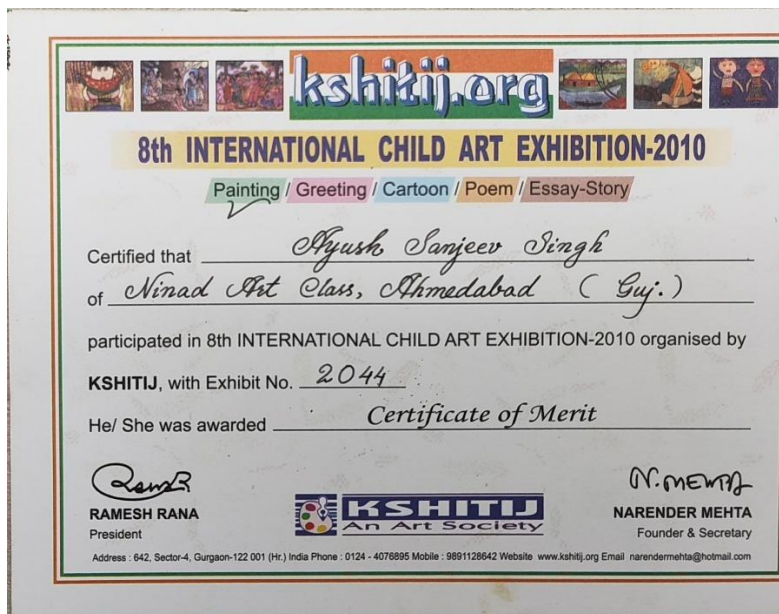 kshitij.org
8th INTERNATIONAL CHILD ART EXHIBITION-2010
Painting / Greeting / Cartoon / Poem / Essay-Story
Certified that Ayush Sanjeev Singh
of Ninad Art Class, Ahmedabad ( Guj. )
participated in 8th INTERNATIONAL CHILD ART EXHIBITION-2010 organised by
KSHITIJ, with Exhibit No. 2044
He/ She was awarded Certificate of Merit
N. MEHTA
RAMESH RANA
NARENDER MEHTA
President
Founder & Secretary
KSHITIJ
An Art Society
Address : 642, Sector-4, Gurgaon-122 001 (Hr.) India Phone : 0124 - 4076895 Mobile : 9891128642 Website www.kshitij.org Email narendermehta@hotmail.com